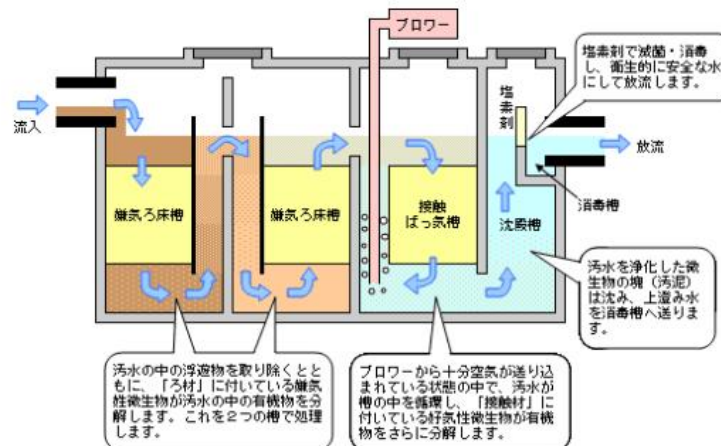 ブロワー
塩素剤で滅菌・消毒
し、衛生的に安全な水
にして放流します。
塩素剤
流入
放流
嫌気ろ床槽
嫌気ろ床槽
接触
ばっ気槽
沈殿槽
消毒槽
汚水を浄化した微
生物の塊（汚泥）
は沈み、上澄み水
を消毒槽へ送りま
す。
汚水の中の浮遊物を取り除くとと
もに、「ろ材」に付いている嫌気
性微生物が汚水の中の有機物を分
解します。これを２つの槽で処理
します。
ブロワーから十分空気が送り込
まれている状態の中で、汚水が
槽の中を循環し、「接触材」に
付いている好気性微生物が有機
物をさらに分解します。